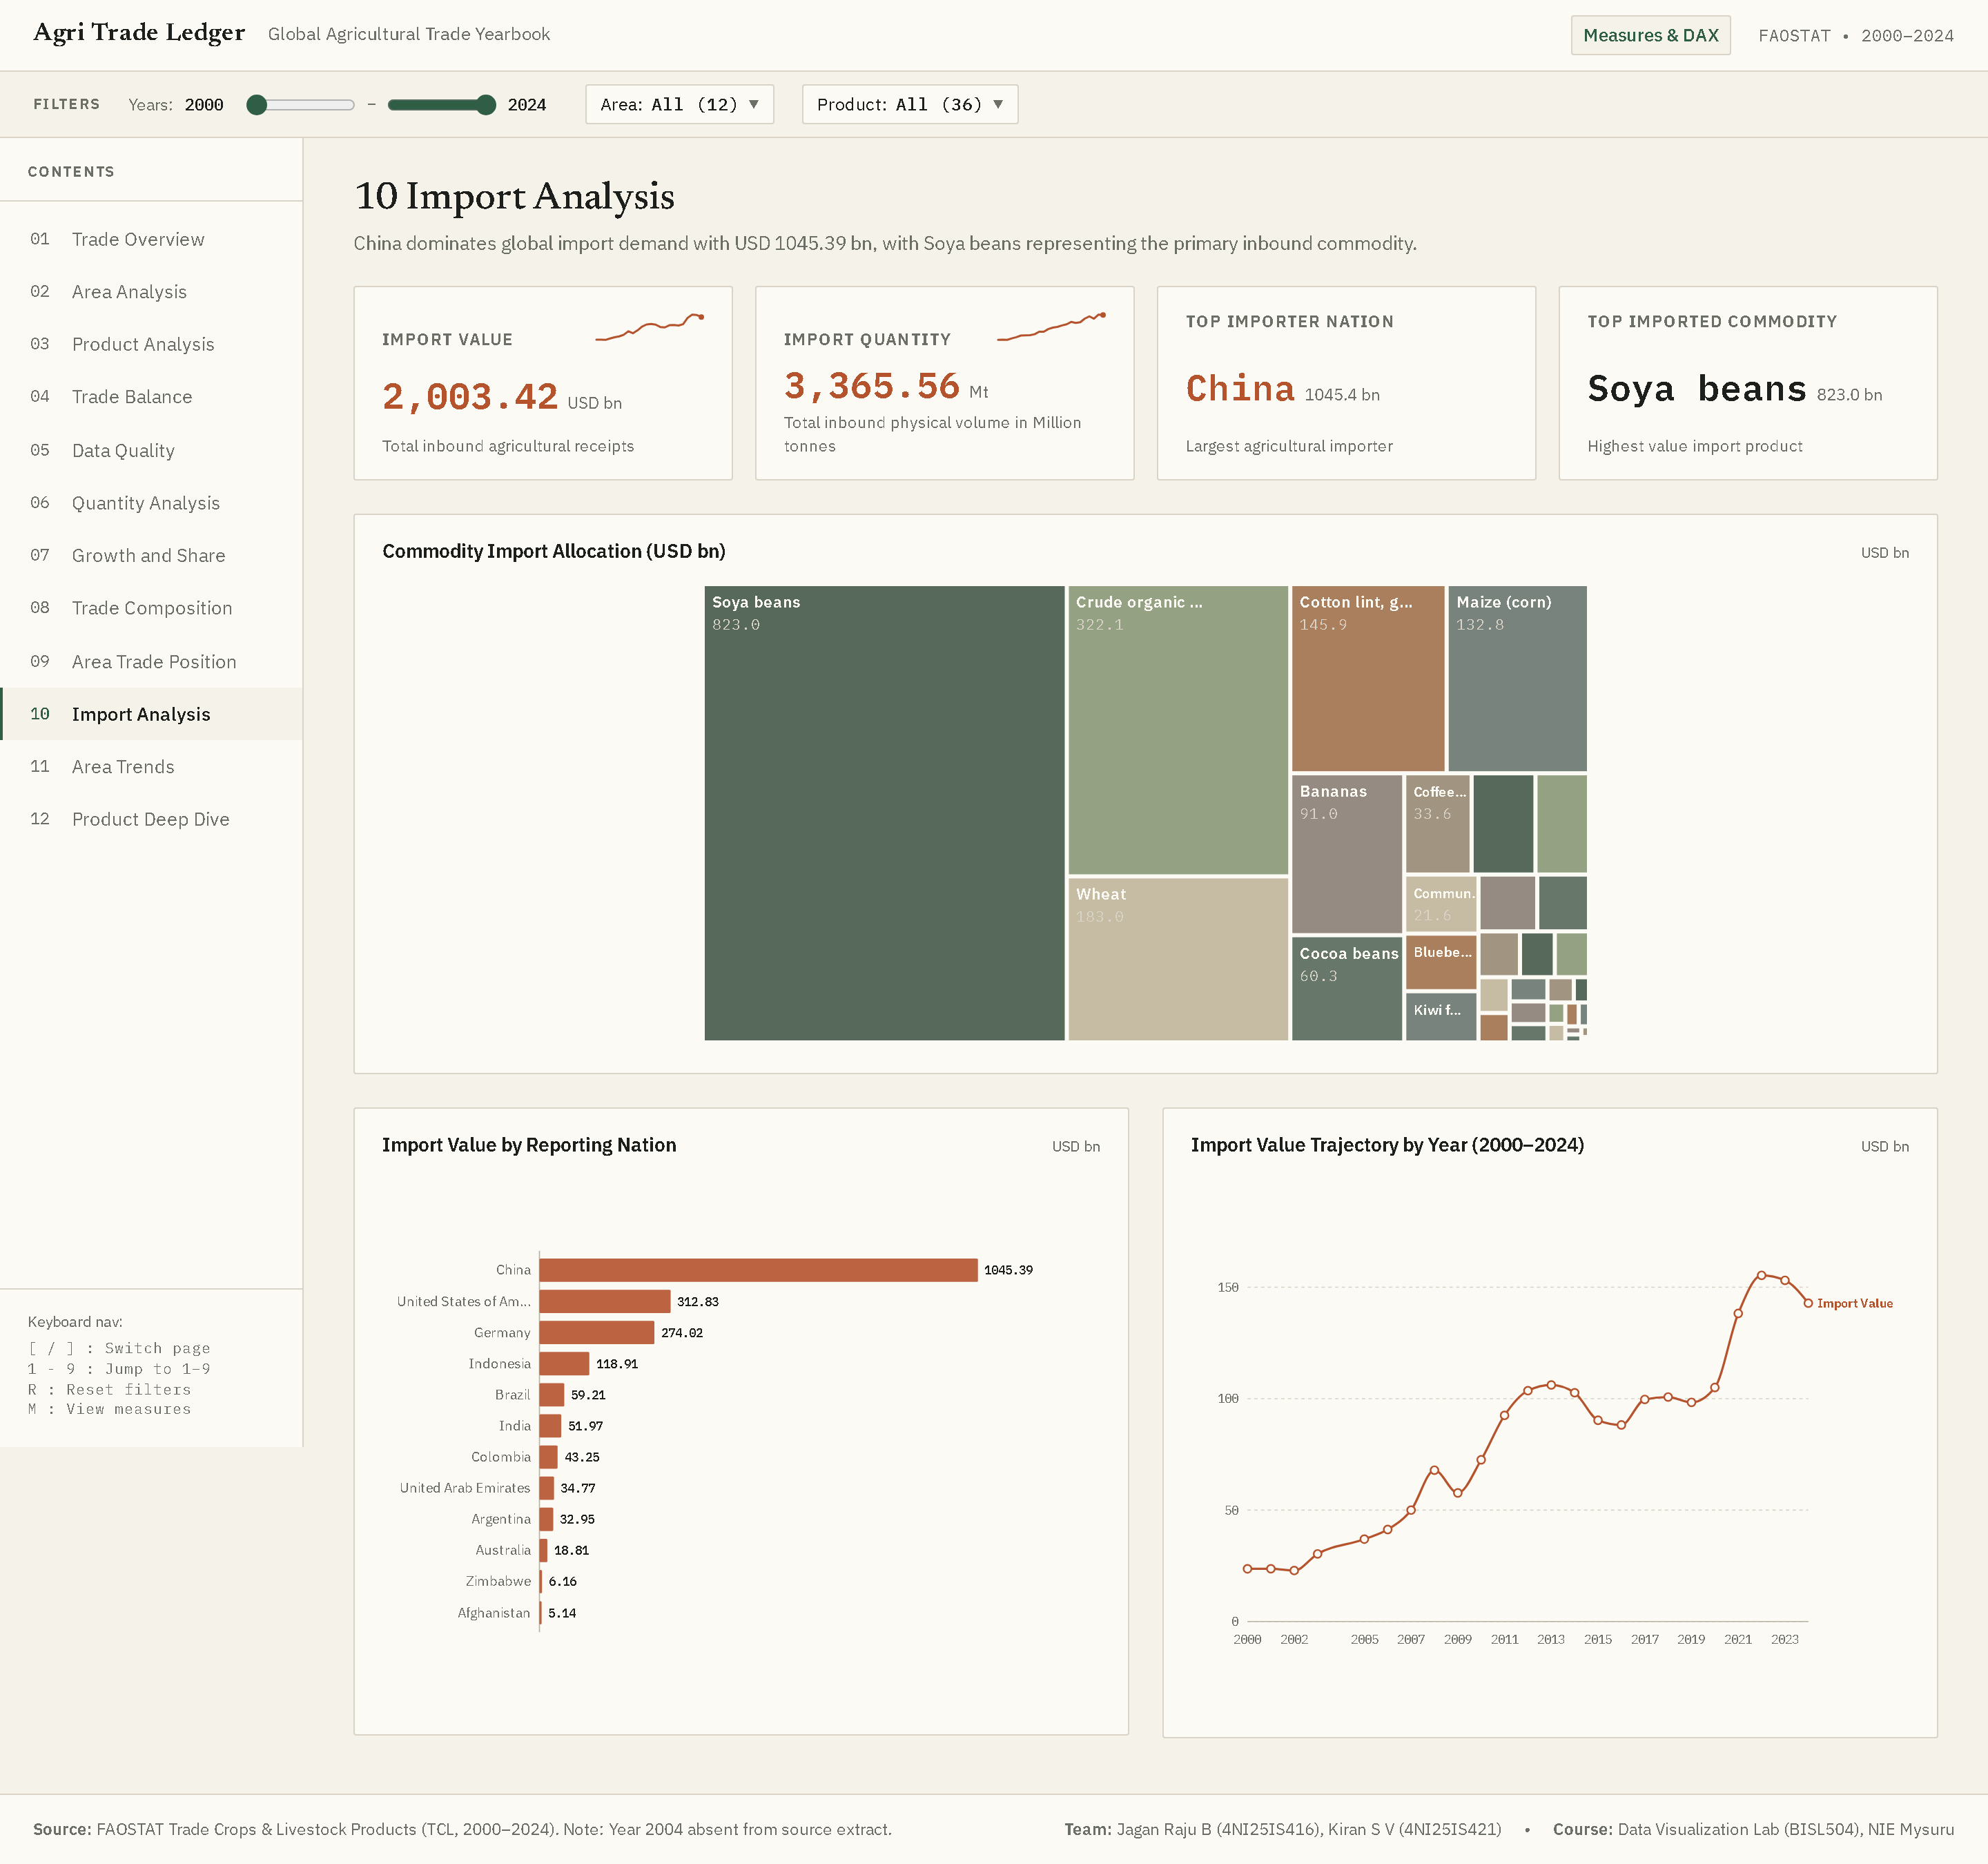 Agri Trade Ledger
Global Agricultural Trade Yearbook
Measures & DAX
FAOSTAT • 2000–2024
FILTERS
Years: 2000
–
2024
Area: All (12) ▼
Product: All (36) ▼
CONTENTS
01 Trade Overview
02 Area Analysis
03 Product Analysis
04 Trade Balance
05 Data Quality
06 Quantity Analysis
07 Growth and Share
08 Trade Composition
09 Area Trade Position
10 Import Analysis
11 Area Trends
12 Product Deep Dive
Keyboard nav:
[ / ] : Switch page
1 - 9 : Jump to 1–9
R : Reset filters
M : View measures
10 Import Analysis
China dominates global import demand with USD 1045.39 bn, with Soya beans representing the primary inbound commodity.
IMPORT VALUE
2,003.42 USD bn
Total inbound agricultural receipts
IMPORT QUANTITY
3,365.56 Mt
Total inbound physical volume in Million
tonnes
TOP IMPORTER NATION
China 1045.4 bn
Largest agricultural importer
TOP IMPORTED COMMODITY
Soya beans 823.0 bn
Highest value import product
Commodity Import Allocation (USD bn)
USD bn
Soya beans
823.0
Crude organic ...
322.1
Wheat
183.0
Cotton lint, g...
145.9
Maize (corn)
132.8
Bananas
91.0
Cocoa beans
60.3
Coffee...
33.6
Commun.
21.6
Bluebe...
Kiwi f...
Import Value by Reporting Nation
USD bn
China 1045.39
United States of Am... 312.83
Germany 274.02
Indonesia 118.91
Brazil 59.21
India 51.97
Colombia 43.25
United Arab Emirates 34.77
Argentina 32.95
Australia 18.81
Zimbabwe 6.16
Afghanistan 5.14
Import Value Trajectory by Year (2000–2024)
USD bn
150
100
50
0
Import Value
2000 2002 2005 2007 2009 2011 2013 2015 2017 2019 2021 2023
Source: FAOSTAT Trade Crops & Livestock Products (TCL, 2000–2024). Note: Year 2004 absent from source extract.
Team: Jagan Raju B (4NI25IS416), Kiran S V (4NI25IS421) • Course: Data Visualization Lab (BISL504), NIE Mysuru